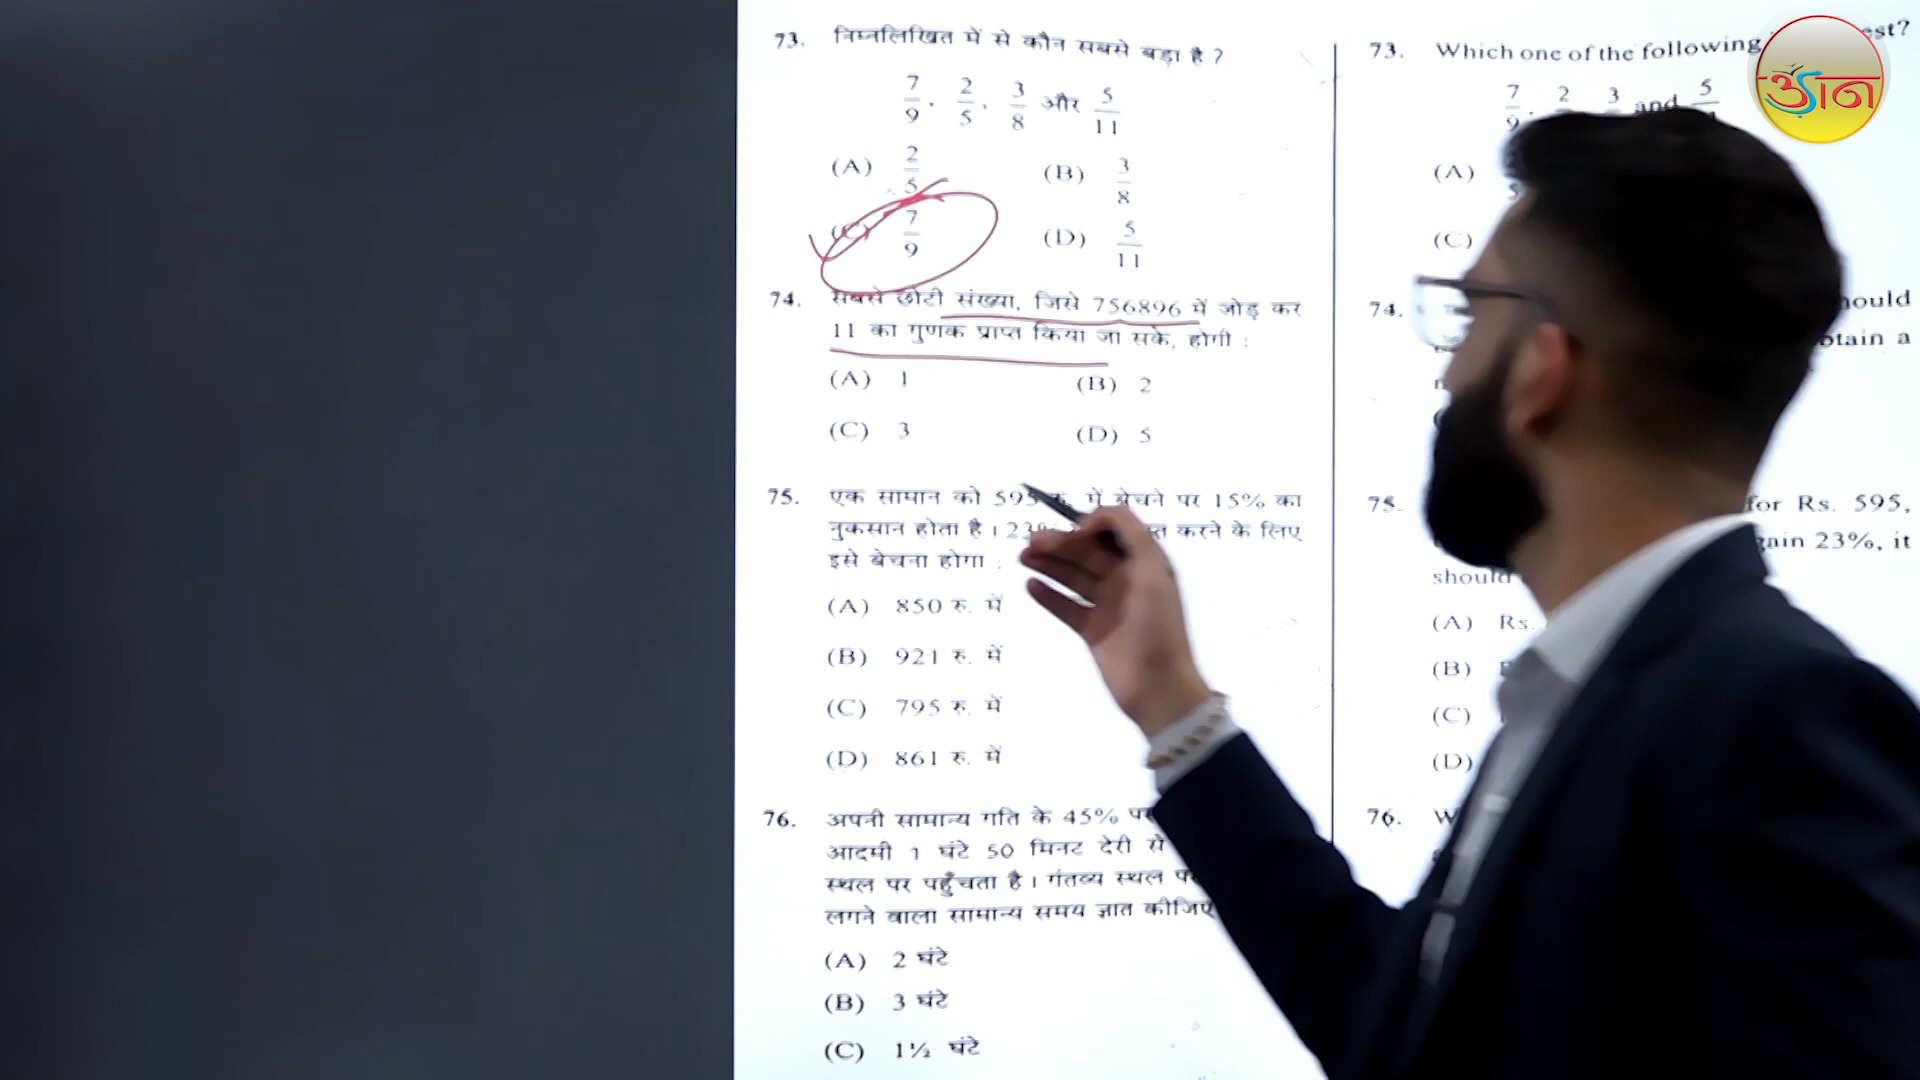 73. निम्नलिखित में से कौन सबसे बड़ा है ?
7/9, 2/5, 3/8 और 5/11
(A) 2/5 (B) 3/8
(C) 7/9 (D) 5/11
74. सबसे छोटी संख्या, जिसे 756896 में जोड़ कर
11 का गुणक प्राप्त किया जा सके, होगी :
(A) 1 (B) 2
(C) 3 (D) 5
75. एक सामान को 595 रु. में बेचने पर 15% का
नुकसान होता है । 23% करने के लिए
इसे बेचना होगा :
(A) 850 रु. में
(B) 921 रु. में
(C) 795 रु. में
(D) 861 रु. में
76. अपनी सामान्य गति के 45%
आदमी 1 घंटे 50 मिनट देरी से
स्थल पर पहुँचता है । गंतव्य स्थल
लगने वाला सामान्य समय ज्ञात कीजिए
(A) 2 घंटे
(B) 3 घंटे
(C) 1½ घंटे
73. Which one of the following
7/9, 2 3 and 5
(A)
(C)
74.
75. for Rs. 595,
gain 23%, it
should
(A) Rs.
(B)
(C)
(D)
76.
उड़ान